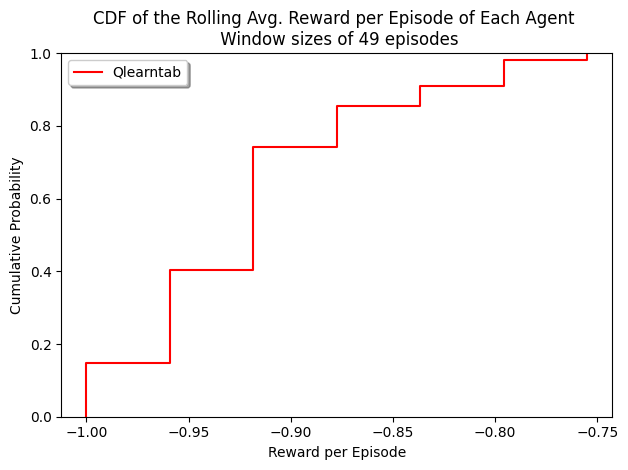 CDF of the Rolling Avg. Reward per Episode of Each Agent
Window sizes of 49 episodes
Qlearntab
Cumulative Probability
1.0
0.8
0.6
0.4
0.2
0.0
−1.00 −0.95 −0.90 −0.85 −0.80 −0.75
Reward per Episode